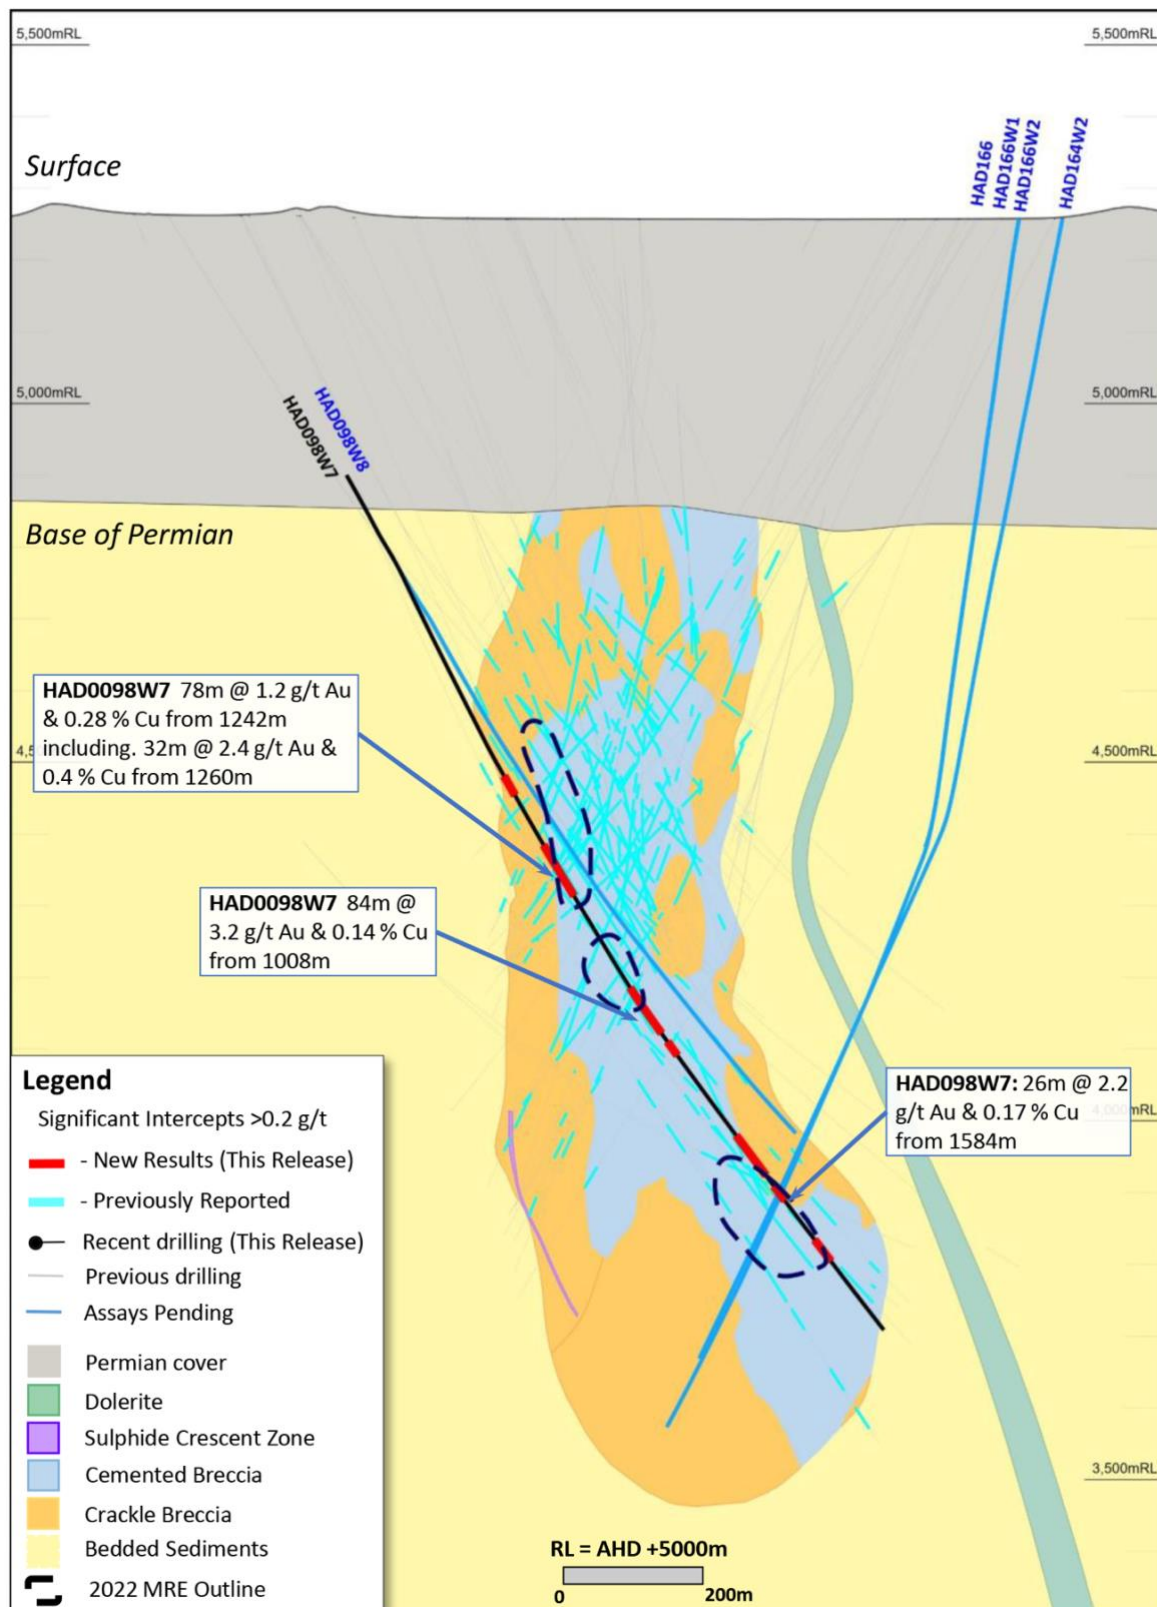 5,500mRL
5,500mRL
Surface
HAD166
HAD166W1
HAD166W2
HAD164W2
5,000mRL
5,000mRL
HAD098W7
HAD098W8
Base of Permian
HAD0098W7 78m @ 1.2 g/t Au
& 0.28 % Cu from 1242m
including. 32m @ 2.4 g/t Au &
0.4 % Cu from 1260m
4,5
4,500mRL
HAD0098W7 84m @
3.2 g/t Au & 0.14 % Cu
from 1008m
HAD098W7: 26m @ 2.2
g/t Au & 0.17 % Cu
from 1584m
4,000mRL
Legend
Significant Intercepts >0.2 g/t
- New Results (This Release)
- Previously Reported
Recent drilling (This Release)
Previous drilling
Assays Pending
Permian cover
Dolerite
Sulphide Crescent Zone
Cemented Breccia
Crackle Breccia
Bedded Sediments
2022 MRE Outline
3,500mRL
RL = AHD +5000m
0 200m